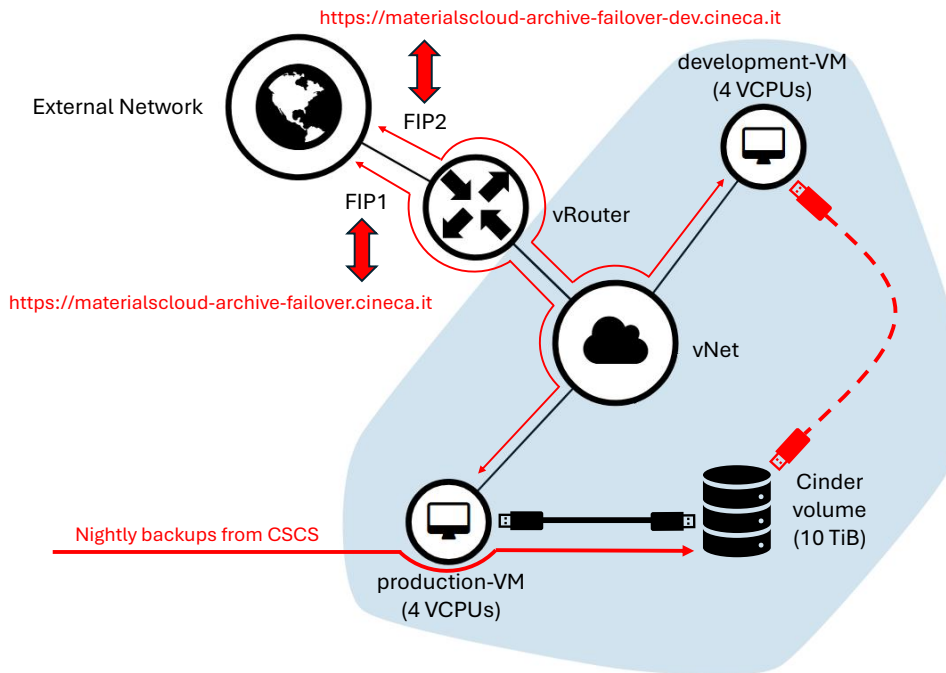 https://materialscloud-archive-failover-dev.cineca.it
development-VM
(4 VCPUs)
External Network
FIP2
FIP1
vRouter
https://materialscloud-archive-failover.cineca.it
vNet
Cinder
volume
(10 TiB)
Nightly backups from CSCS
production-VM
(4 VCPUs)